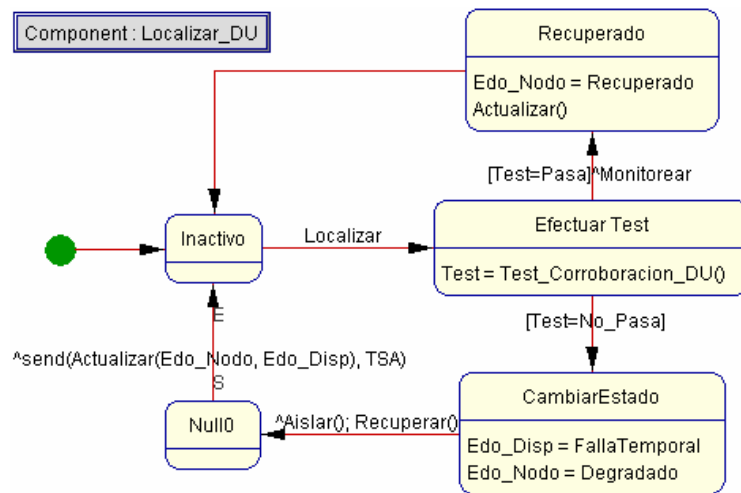 Component : Localizar_DU
Recuperado
Edo_Nodo = Recuperado
Actualizar()
[Test=Pasa]^Monitorear
Inactivo
Localizar
Efectuar Test
Test = Test_Corroboracion_DU()
E
[Test=No_Pasa]
^send(Actualizar(Edo_Nodo, Edo_Disp), TSA)
S
Null0
^Aislar(); Recuperar()
CambiarEstado
Edo_Disp = FallaTemporal
Edo_Nodo = Degradado